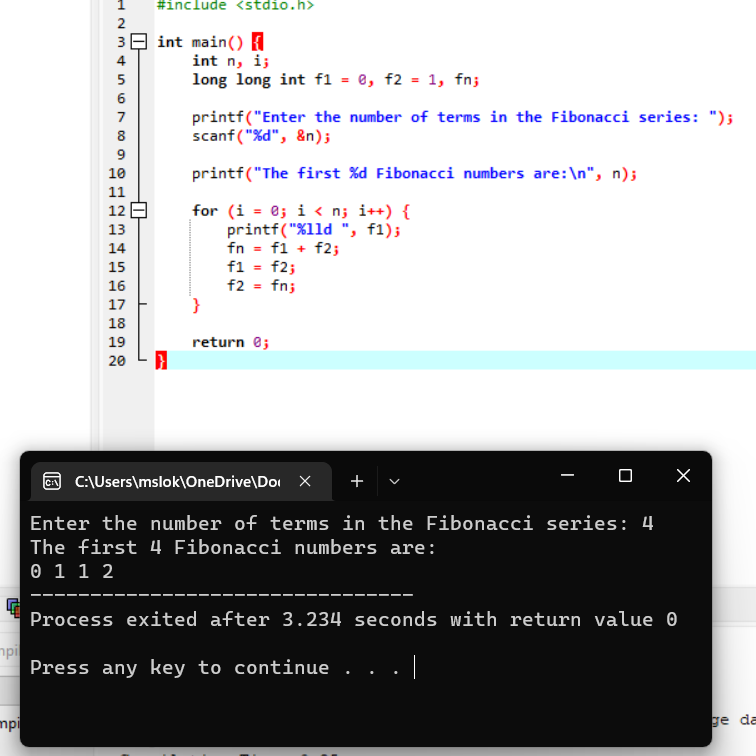 1 #include <stdio.h>
2
3 int main() {
4 int n, i;
5 long long int f1 = 0, f2 = 1, fn;
6
7 printf("Enter the number of terms in the Fibonacci series: ");
8 scanf("%d", &n);
9
10 printf("The first %d Fibonacci numbers are:\n", n);
11
12 for (i = 0; i < n; i++) {
13 printf("%lld ", f1);
14 fn = f1 + f2;
15 f1 = f2;
16 f2 = fn;
17 }
18
19 return 0;
20 }
C:\Users\mslok\OneDrive\Do
Enter the number of terms in the Fibonacci series: 4
The first 4 Fibonacci numbers are:
0 1 1 2
--------------------------------
Process exited after 3.234 seconds with return value 0
Press any key to continue . . .